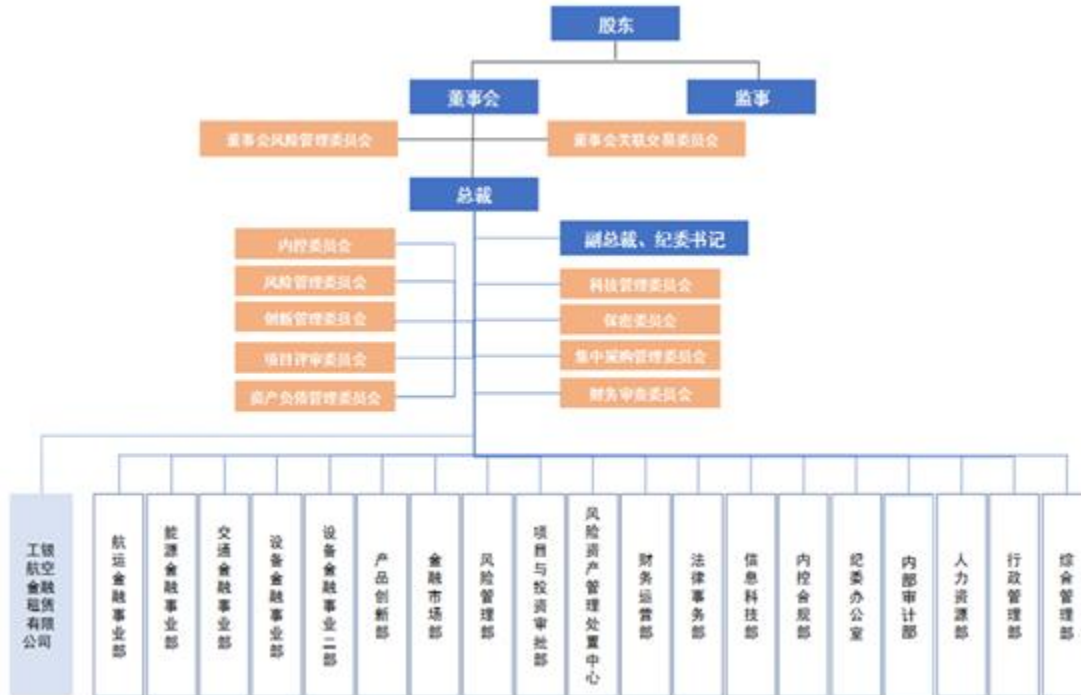 股东
董事会
监事
董事会风险管理委员会
董事会关联交易委员会
总裁
副总裁、纪委书记
内控委员会
风险管理委员会
创新管理委员会
项目评审委员会
资产负债管理委员会
科技管理委员会
保密委员会
集中采购管理委员会
财务审查委员会
工银航空金融租赁有限公司
航运金融事业部
能源金融事业部
交通金融事业部
设备金融事业部
设备金融事业二部
产品创新部
金融市场部
风险管理部
项目与投资审批部
风险资产管理处置中心
财务运营部
法律事务部
信息科技部
内控合规部
纪委办公室
内部审计部
人力资源部
行政管理部
综合管理部